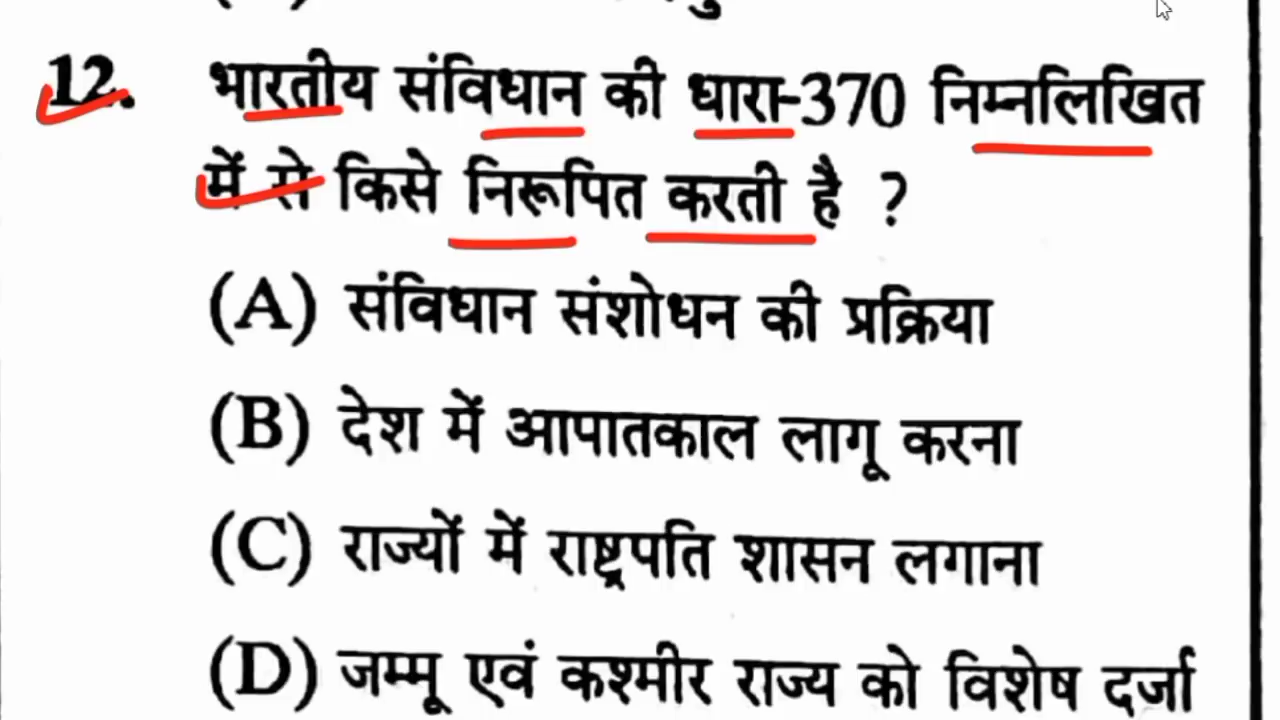 12. भारतीय संविधान की धारा-370 निम्नलिखित
में से किसे निरूपित करती है ?
(A) संविधान संशोधन की प्रक्रिया
(B) देश में आपातकाल लागू करना
(C) राज्यों में राष्ट्रपति शासन लगाना
(D) जम्मू एवं कश्मीर राज्य को विशेष दर्जा